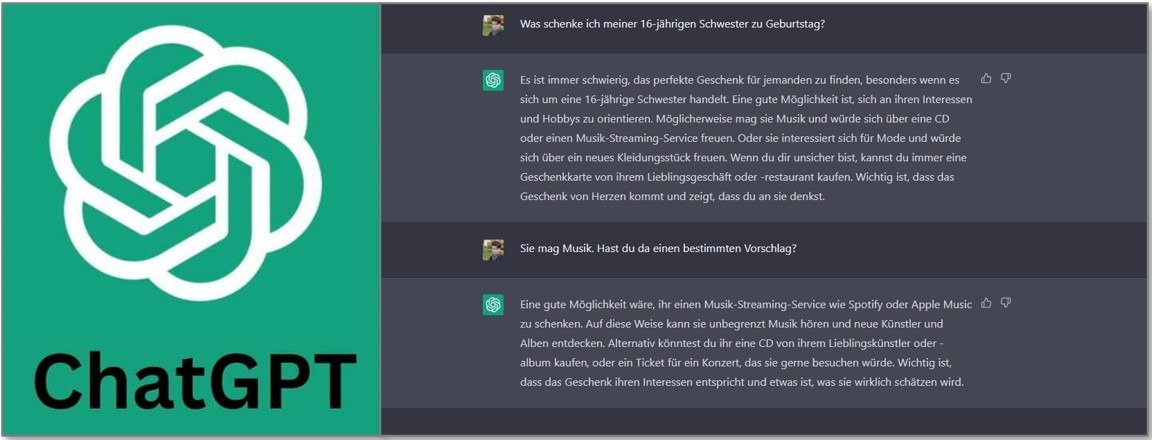 ChatGPT
Was schenke ich meiner 16-jährigen Schwester zu Geburtstag?
Es ist immer schwierig, das perfekte Geschenk für jemanden zu finden, besonders wenn es
sich um eine 16-jährige Schwester handelt. Eine gute Möglichkeit ist, sich an ihren Interessen
und Hobbys zu orientieren. Möglicherweise mag sie Musik und würde sich über eine CD
oder einen Musik-Streaming-Service freuen. Oder sie interessiert sich für Mode und würde
sich über ein neues Kleidungsstück freuen. Wenn du dir unsicher bist, kannst du immer eine
Geschenkkarte von ihrem Lieblingsgeschäft oder -restaurant kaufen. Wichtig ist, dass das
Geschenk von Herzen kommt und zeigt, dass du an sie denkst.
Sie mag Musik. Hast du da einen bestimmten Vorschlag?
Eine gute Möglichkeit wäre, ihr einen Musik-Streaming-Service wie Spotify oder Apple Music
zu schenken. Auf diese Weise kann sie unbegrenzt Musik hören und neue Künstler und
Alben entdecken. Alternativ könntest du ihr eine CD von ihrem Lieblingskünstler oder -
album kaufen, oder ein Ticket für ein Konzert, das sie gerne besuchen würde. Wichtig ist,
dass das Geschenk ihren Interessen entspricht und etwas ist, was sie wirklich schätzen wird.